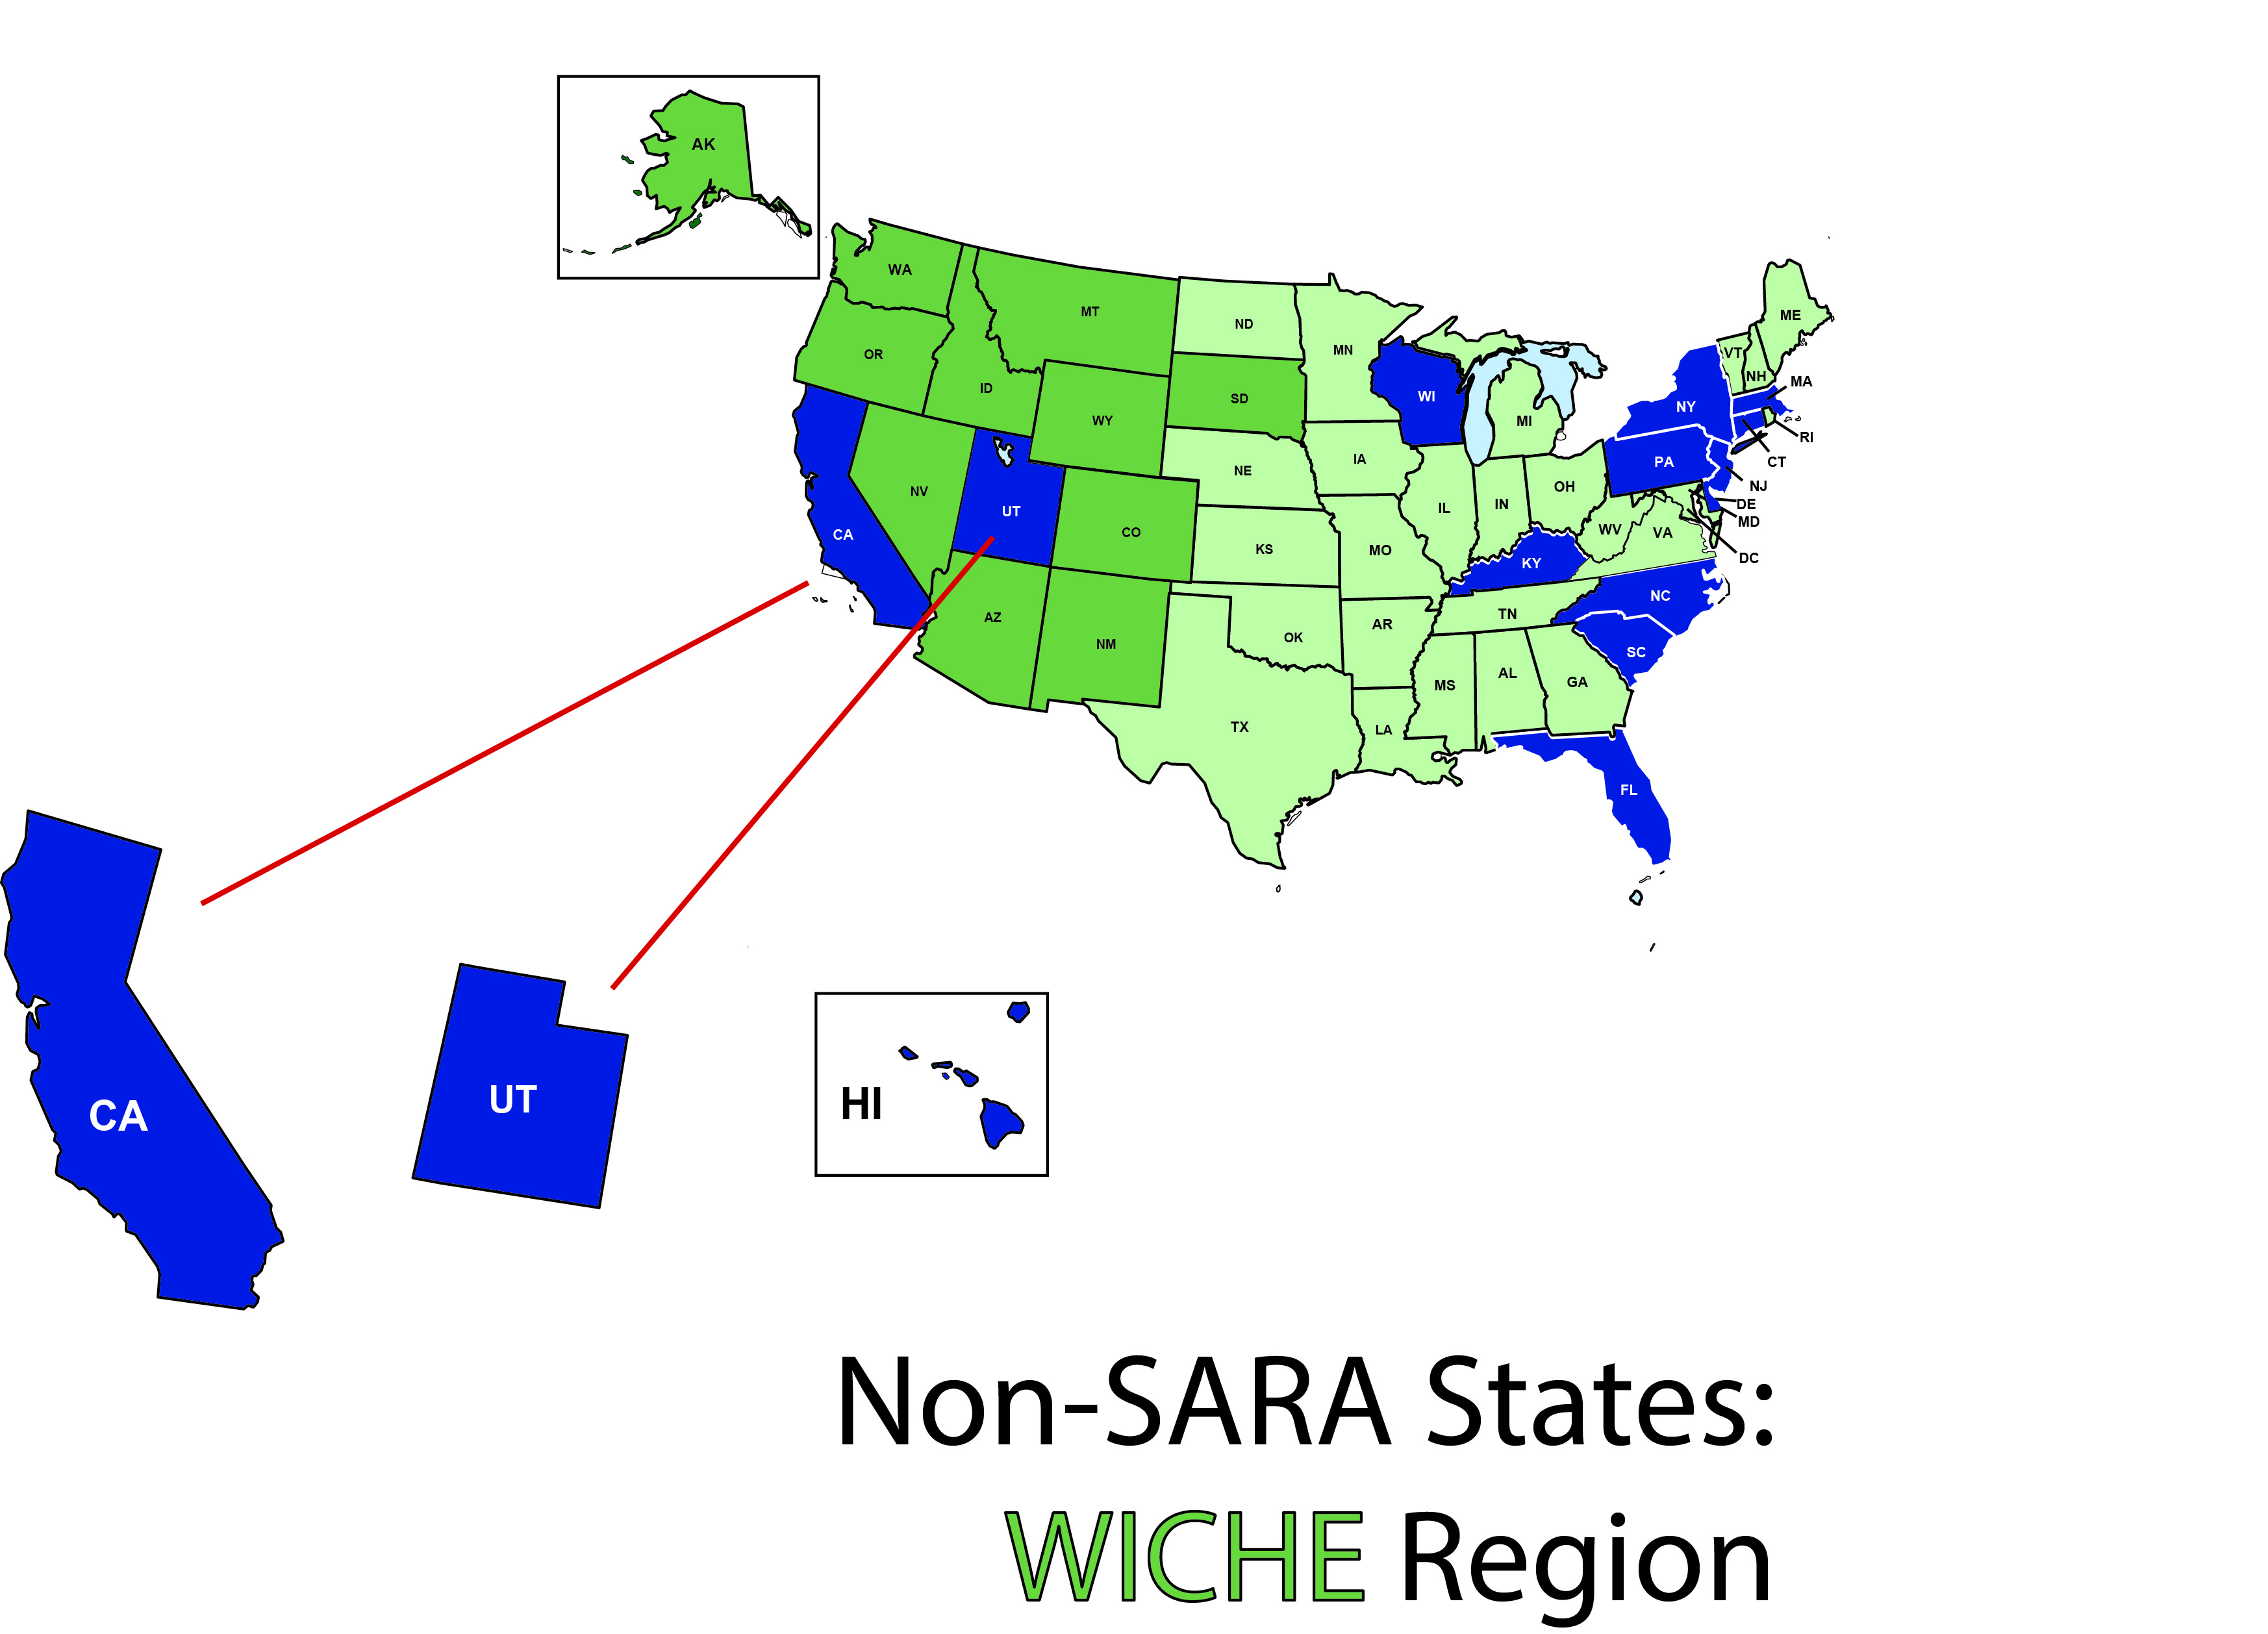 AK
WA
MT
ND
MN
ME
OR
ID
SD
WI
VT
NH
MA
WY
NY
MI
RI
NE
IA
PA
CT
NV
UT
IL
IN
OH
NJ
DE
MD
CA
CO
KS
MO
WV
VA
DC
KY
NC
AZ
NM
OK
AR
TN
SC
MS
AL
GA
TX
LA
FL
CA
UT
HI
Non-SARA States:
WICHE Region